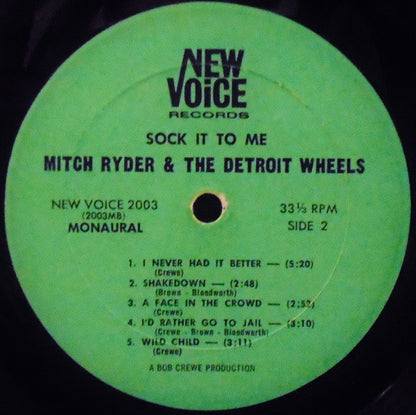 NEW
VOiCE
RECORDS
SOCK IT TO ME
MITCH RYDER & THE DETROIT WHEELS
NEW VOICE 2003
(2003MB)
MONAURAL
33⅓ RPM
SIDE 2
1. I NEVER HAD IT BETTER — (5:20)
(Crewe)
2. SHAKEDOWN — (2:48)
(Brown - Bloodworth)
3. A FACE IN THE CROWD — (2:52)
(Crewe)
4. I'D RATHER GO TO JAIL — (3:10)
(Crewe - Brown - Bloodworth)
5. WILD CHILD — (3:11)
(Crewe)
A BOB CREWE PRODUCTION